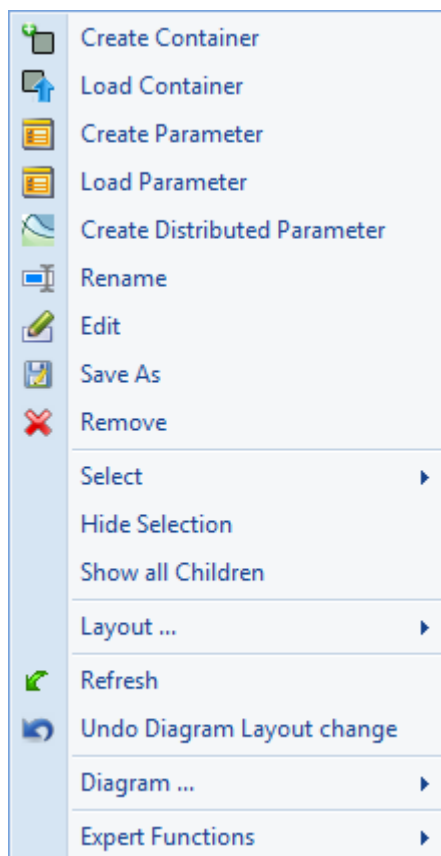 Create Container
Load Container
Create Parameter
Load Parameter
Create Distributed Parameter
Rename
Edit
Save As
Remove
Select
Hide Selection
Show all Children
Layout ...
Refresh
Undo Diagram Layout change
Diagram ...
Expert Functions